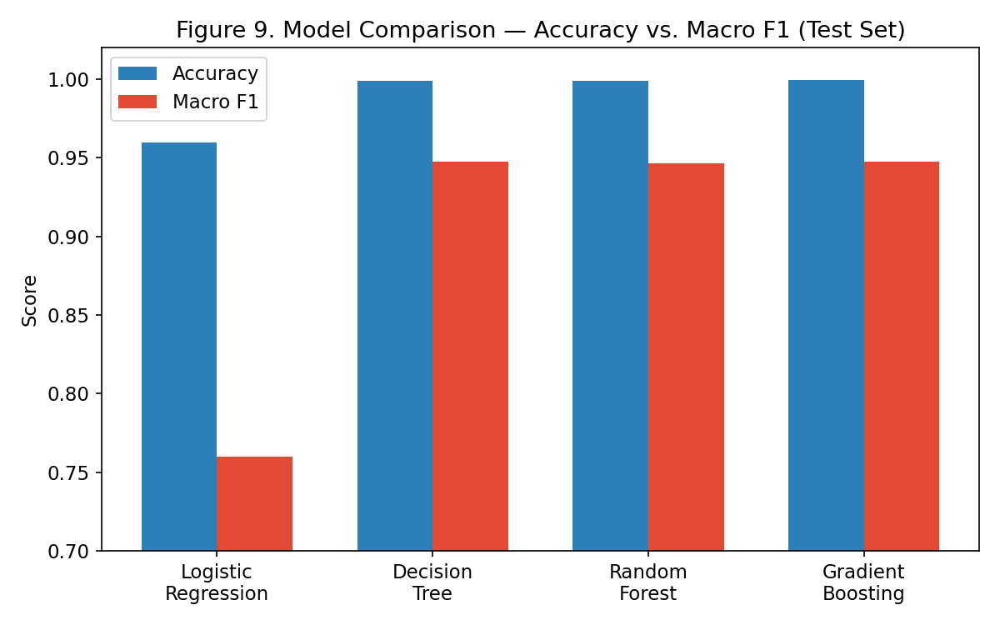 Figure 9. Model Comparison — Accuracy vs. Macro F1 (Test Set)
Accuracy
Macro F1
1.00
0.95
0.90
0.85
0.80
0.75
0.70
Score
Logistic
Regression
Decision
Tree
Random
Forest
Gradient
Boosting